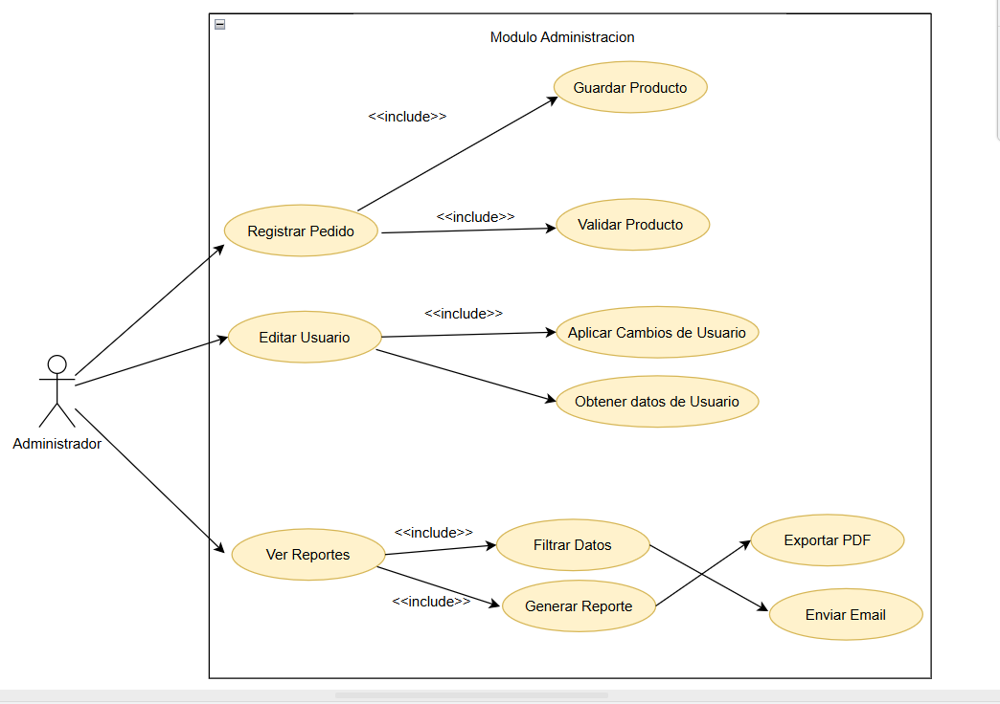 Modulo Administracion
Guardar Producto
<<include>>
<<include>>
Validar Producto
Registrar Pedido
<<include>>
Aplicar Cambios de Usuario
Editar Usuario
Obtener datos de Usuario
Administrador
<<include>>
Exportar PDF
Filtrar Datos
Ver Reportes
<<include>>
Generar Reporte
Enviar Email